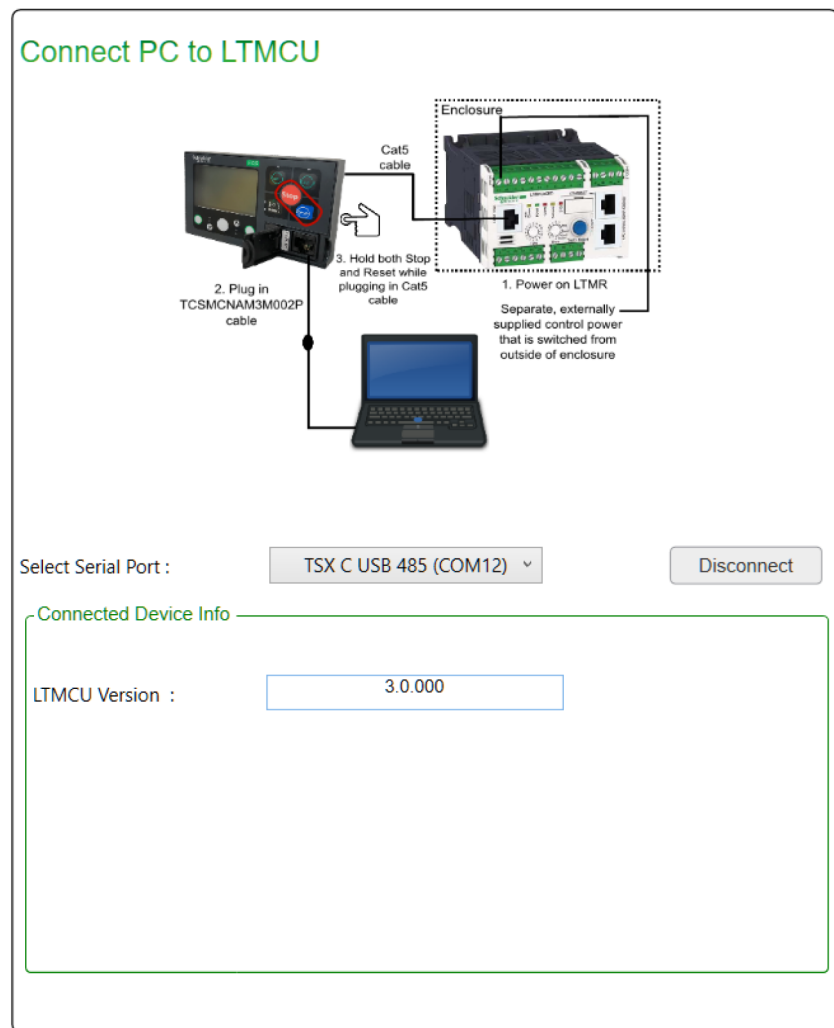 Connect PC to LTMCU
Enclosure
Cat5
cable
Stop
3. Hold both Stop
and Reset while
plugging in Cat5
cable
2. Plug in
TCSMCNAM3M002P
cable
1. Power on LTMR
Separate, externally
supplied control power
that is switched from
outside of enclosure
Select Serial Port :
TSX C USB 485 (COM12)
Disconnect
Connected Device Info
LTMCU Version :
3.0.000